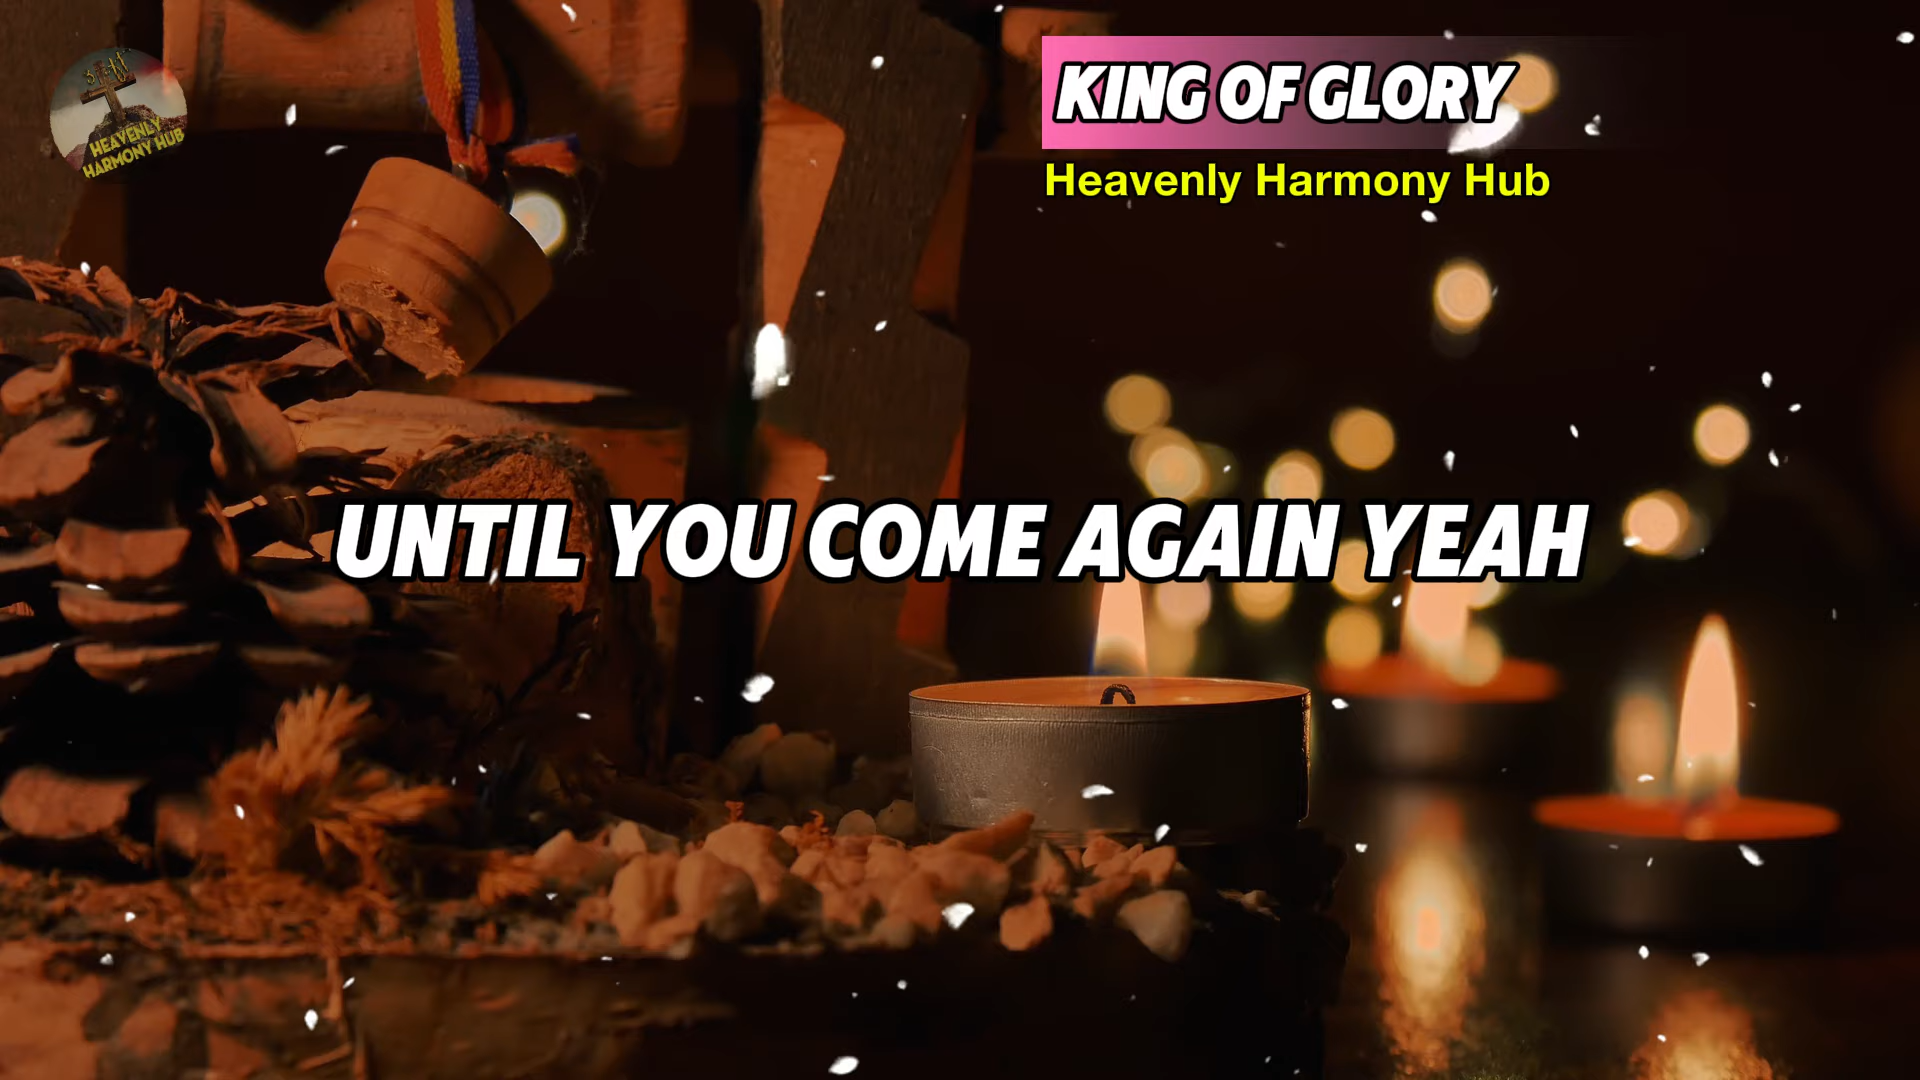 HEAVENLY
HARMONY HUB
KING OF GLORY
Heavenly Harmony Hub
UNTIL YOU COME AGAIN YEAH